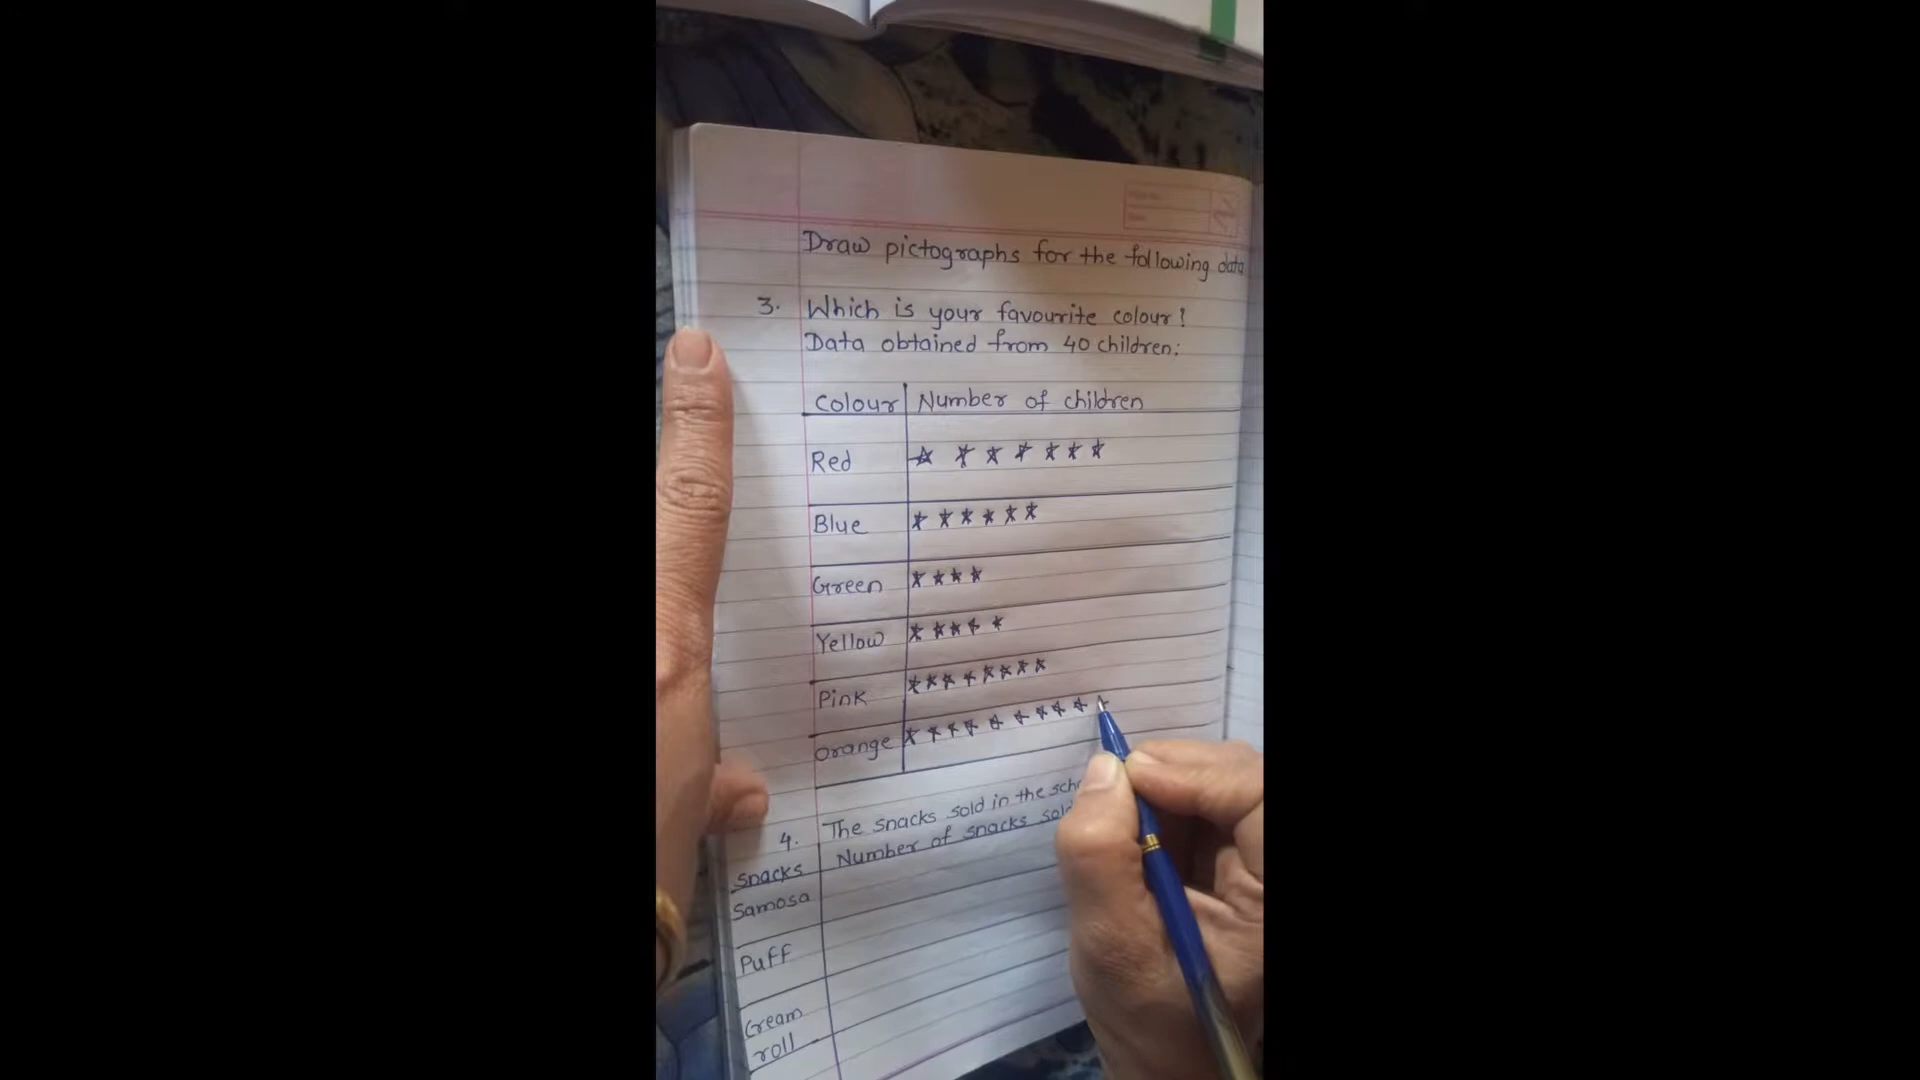 Draw pictographs for the following data
3. Which is your favourite colour!
Data obtained from 40 children:
Colour Number of children
Red
Blue
Green
Yellow
Pink
Orange
4. The snacks sold in the
Number of snacks sold
Snacks
Samosa
Puff
Cream
roll